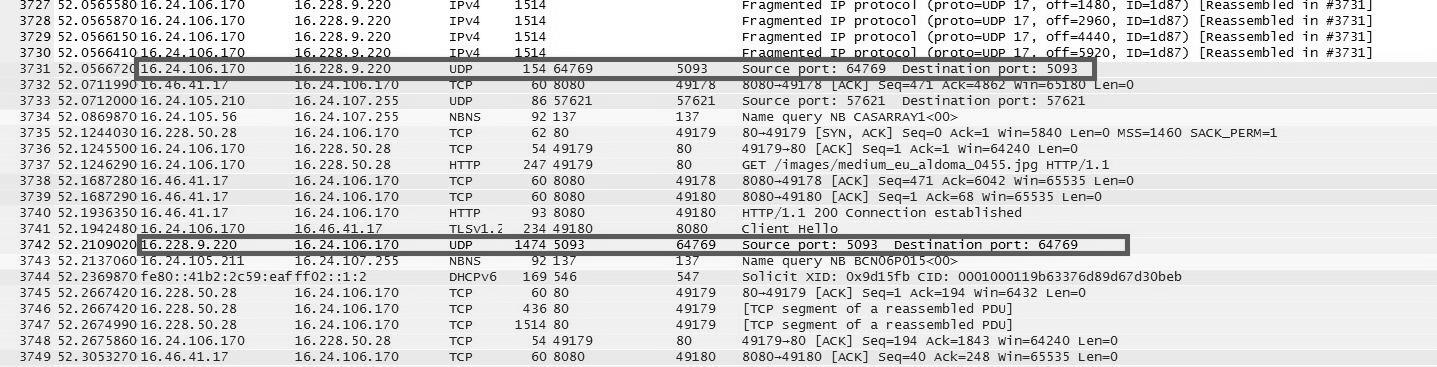 3727 52.0565580 16.24.106.170 16.228.9.220 IPv4 1514 Fragmented IP protocol (proto=UDP 17, off=1480, ID=1d87) [Reassembled in #3731]
3728 52.0565870 16.24.106.170 16.228.9.220 IPv4 1514 Fragmented IP protocol (proto=UDP 17, off=2960, ID=1d87) [Reassembled in #3731]
3729 52.0566150 16.24.106.170 16.228.9.220 IPv4 1514 Fragmented IP protocol (proto=UDP 17, off=4440, ID=1d87) [Reassembled in #3731]
3730 52.0566410 16.24.106.170 16.228.9.220 IPv4 1514 Fragmented IP protocol (proto=UDP 17, off=5920, ID=1d87) [Reassembled in #3731]
3731 52.0566720 16.24.106.170 16.228.9.220 UDP 154 64769 5093 Source port: 64769 Destination port: 5093
3732 52.0711990 16.46.41.17 16.24.106.170 TCP 60 8080 49178 8080→49178 [ACK] Seq=471 Ack=4862 Win=65180 Len=0
3733 52.0712000 16.24.105.210 16.24.107.255 UDP 86 57621 57621 Source port: 57621 Destination port: 57621
3734 52.0869870 16.24.105.56 16.24.107.255 NBNS 92 137 137 Name query NB CASARRAY1<00>
3735 52.1244030 16.228.50.28 16.24.106.170 TCP 62 80 49179 80→49179 [SYN, ACK] Seq=0 Ack=1 Win=5840 Len=0 MSS=1460 SACK_PERM=1
3736 52.1245500 16.24.106.170 16.228.50.28 TCP 54 49179 80 49179→80 [ACK] Seq=1 Ack=1 Win=64240 Len=0
3737 52.1246290 16.24.106.170 16.228.50.28 HTTP 247 49179 80 GET /images/medium_eu_aldoma_0455.jpg HTTP/1.1
3738 52.1687280 16.46.41.17 16.24.106.170 TCP 60 8080 49178 8080→49178 [ACK] Seq=471 Ack=6042 Win=65535 Len=0
3739 52.1687290 16.46.41.17 16.24.106.170 TCP 60 8080 49180 8080→49180 [ACK] Seq=1 Ack=68 Win=65535 Len=0
3740 52.1936350 16.46.41.17 16.24.106.170 HTTP 93 8080 49180 HTTP/1.1 200 Connection established
3741 52.1942480 16.24.106.170 16.46.41.17 TLSv1.2 234 49180 8080 Client Hello
3742 52.2109020 16.228.9.220 16.24.106.170 UDP 1474 5093 64769 Source port: 5093 Destination port: 64769
3743 52.2137060 16.24.105.211 16.24.107.255 NBNS 92 137 137 Name query NB BCN06P015<00>
3744 52.2369870 fe80::41b2:2c59:eaf ff02::1:2 DHCPv6 169 546 547 Solicit XID: 0x9d15fb CID: 0001000119b63376d89d67d30beb
3745 52.2667420 16.228.50.28 16.24.106.170 TCP 60 80 49179 80→49179 [ACK] Seq=1 Ack=194 Win=6432 Len=0
3746 52.2667420 16.228.50.28 16.24.106.170 TCP 436 80 49179 [TCP segment of a reassembled PDU]
3747 52.2674990 16.228.50.28 16.24.106.170 TCP 1514 80 49179 [TCP segment of a reassembled PDU]
3748 52.2675860 16.24.106.170 16.228.50.28 TCP 54 49179 80 49179→80 [ACK] Seq=194 Ack=1843 Win=64240 Len=0
3749 52.3053270 16.46.41.17 16.24.106.170 TCP 60 8080 49180 8080→49180 [ACK] Seq=40 Ack=248 Win=65535 Len=0